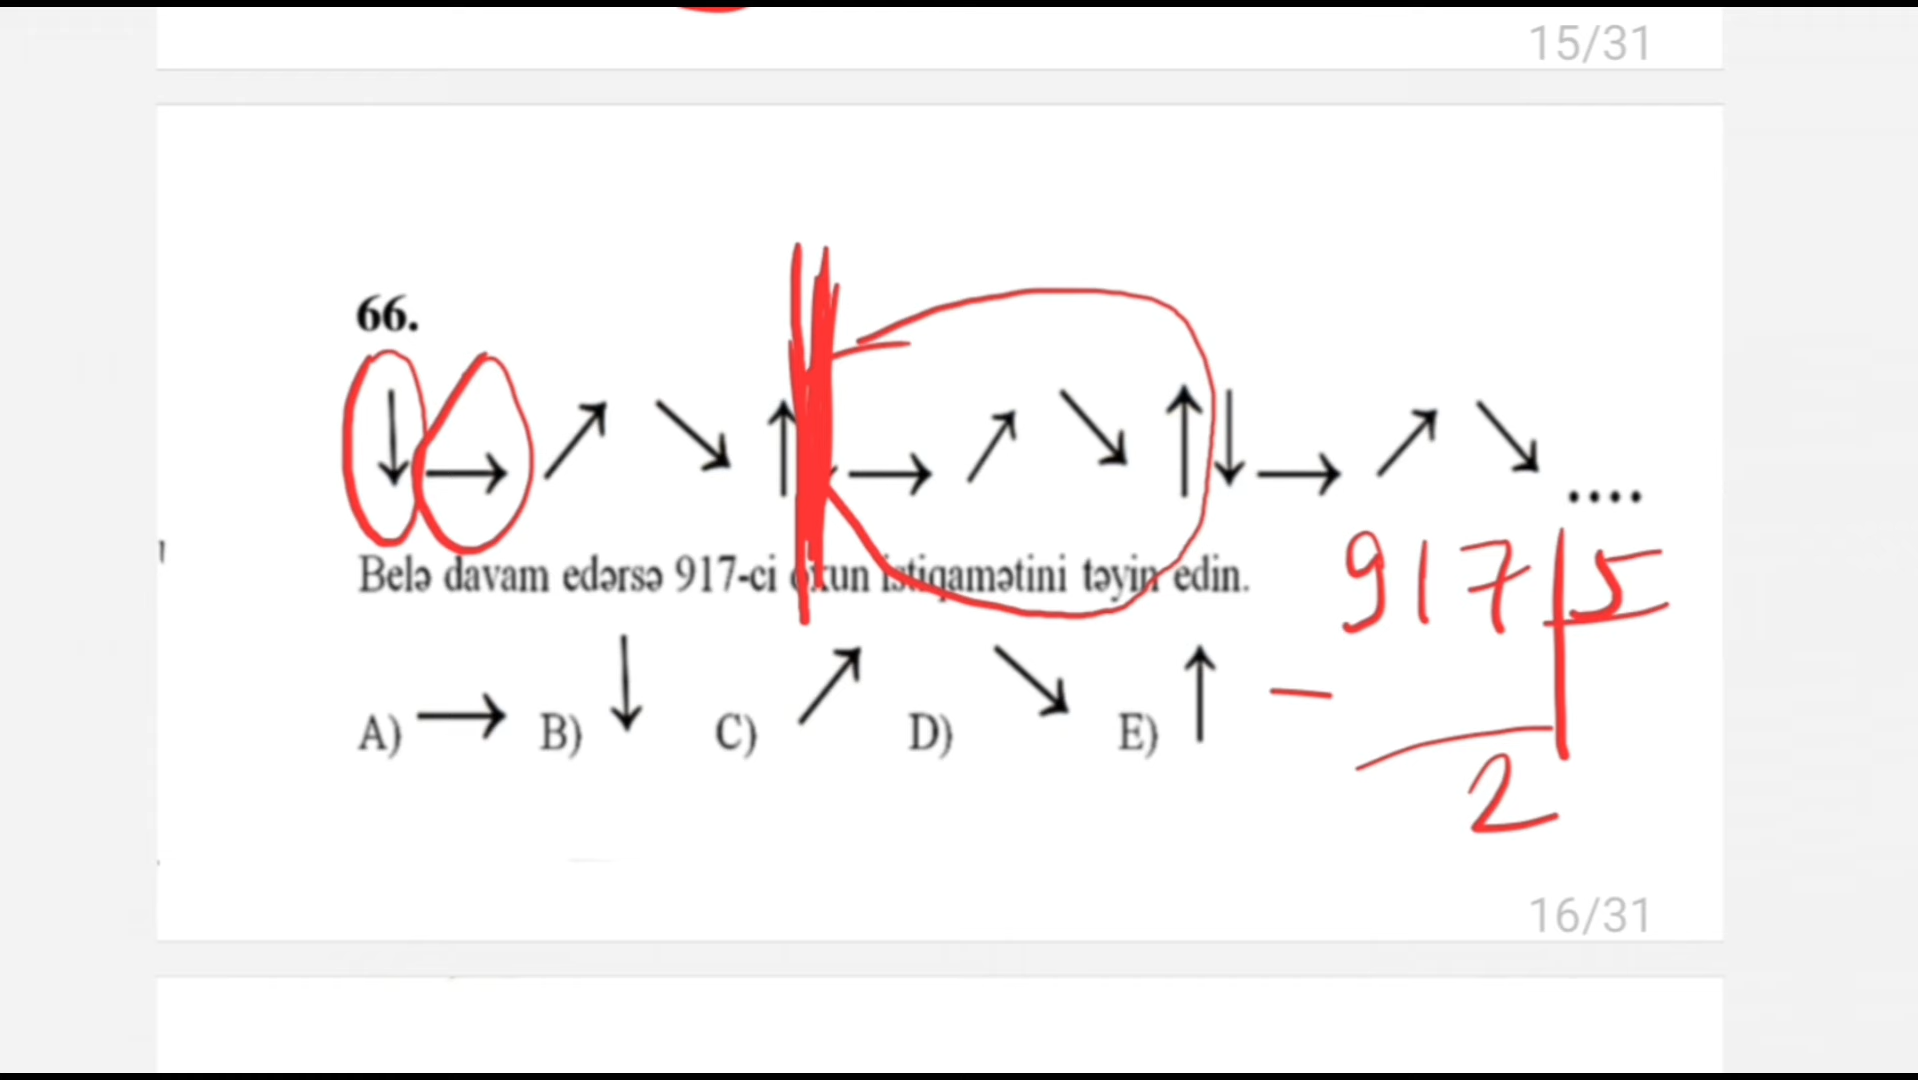 15/31
66.
Belə davam edərsə 917-ci oxun istiqamətini təyin edin.
917 5
A) B) C) D) E)
2
16/31